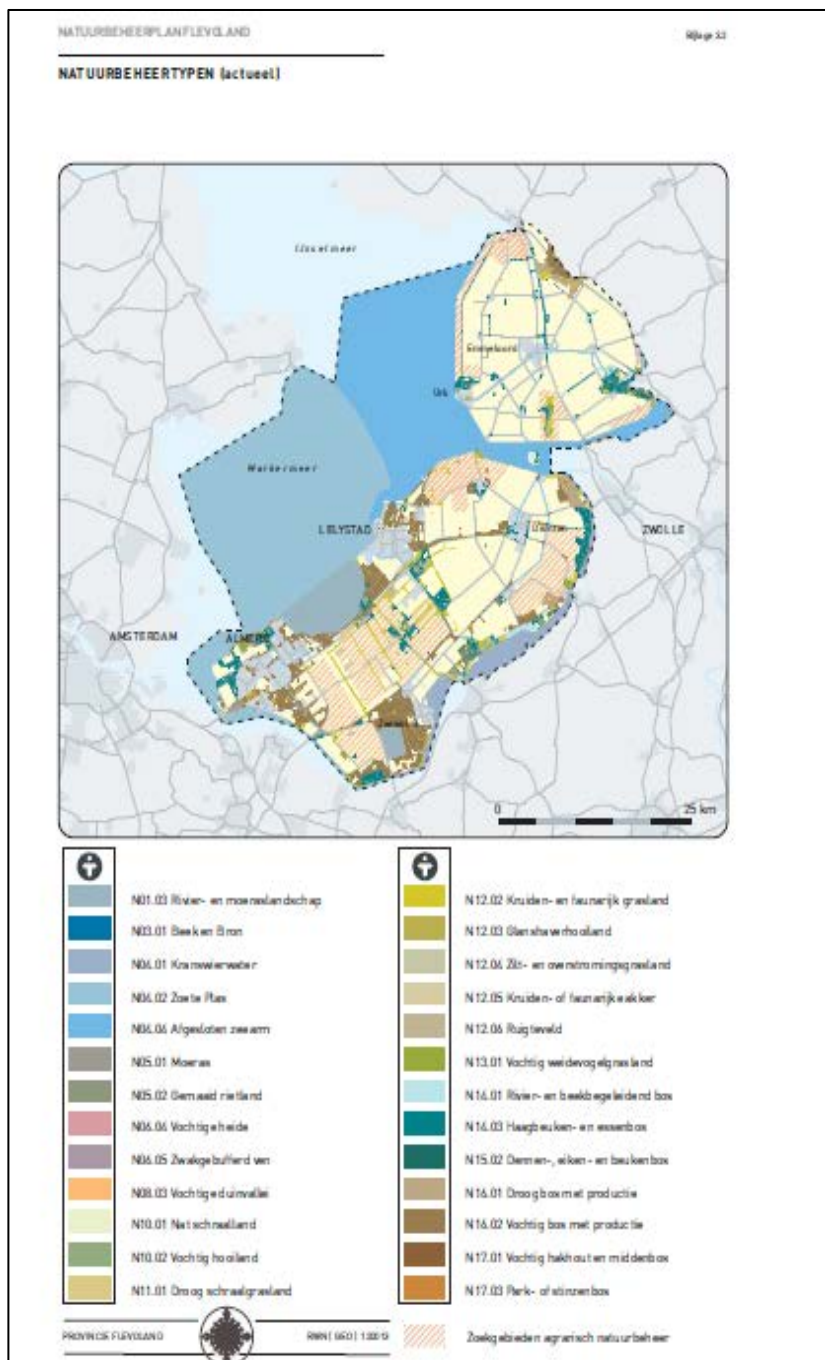 NATUURBEHEERPLAN FLEVOLAND
Bijlage 3.3
NATUURBEHEERTYPEN (actueel)
IJsselmeer
Emmeloord
Urk
Markermeer
LELYSTAD
Dronten
ZWOLLE
AMSTERDAM
ALMERE
Zeewolde
0
25 km
N01.03 Rivier- en moeraslandschap
N03.01 Beek en Bron
N04.01 Kranswierwater
N04.02 Zoete Plas
N04.04 Afgesloten zeearm
N05.01 Moeras
N05.02 Gemaaid rietland
N06.04 Vochtige heide
N06.05 Zwakgebufferd ven
N08.03 Vochtige duinvallei
N10.01 Nat schraalland
N10.02 Vochtig hooiland
N11.01 Droog schraalgrasland
N12.02 Kruiden- en faunarijk grasland
N12.03 Glanshaverhooiland
N12.04 Zilt- en overstromingsgrasland
N12.05 Kruiden- of faunarijke akker
N12.06 Ruigteveld
N13.01 Vochtig weidevogelgrasland
N14.01 Rivier- en beekbegeleidend bos
N14.03 Haagbeuken- en essenbos
N15.02 Dennen-, eiken- en beukenbos
N16.01 Droog bos met productie
N16.02 Vochtig bos met productie
N17.01 Vochtig hakhout en middenbos
N17.03 Park- of stinzenbos
PROVINCIE FLEVOLAND
Zoekgebieden agrarisch natuurbeheer